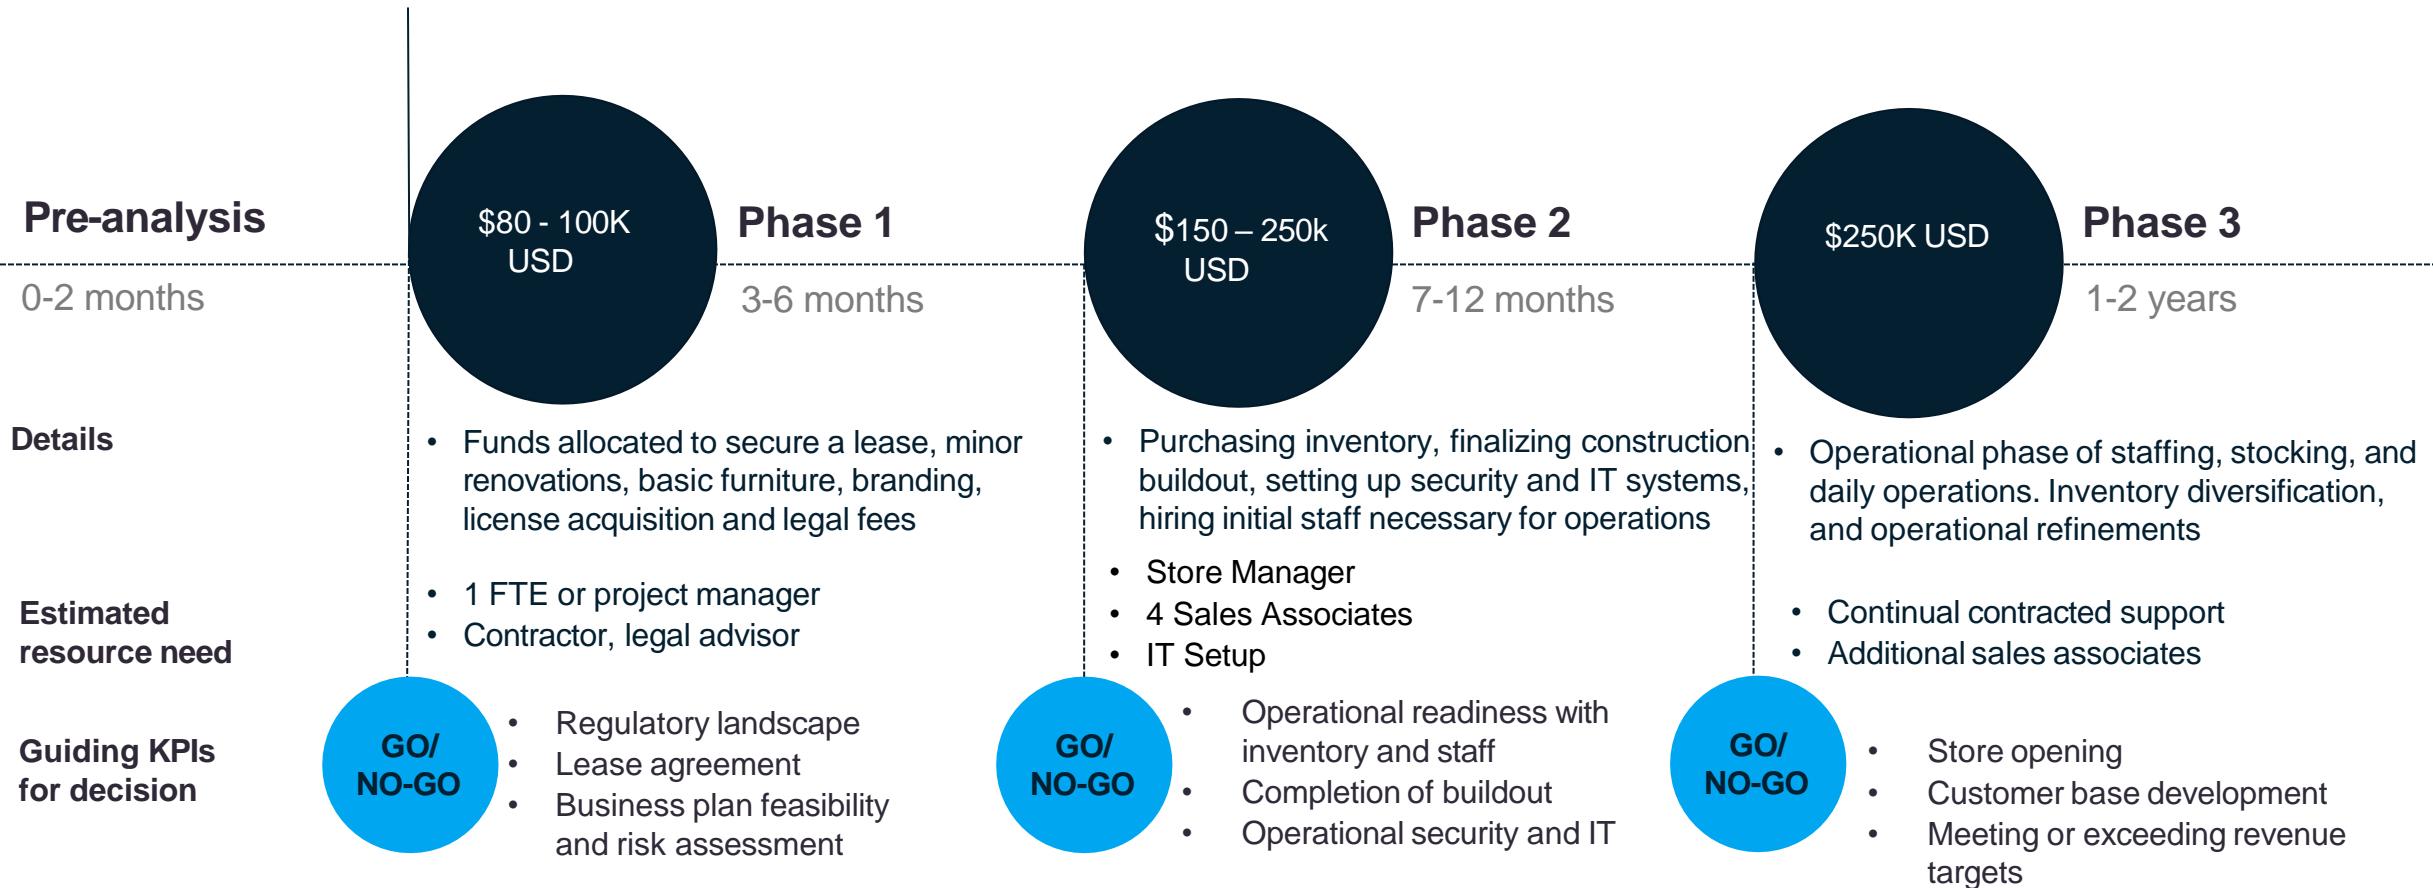 Pre-analysis
0-2 months
$80 - 100K
USD
Phase 1
3-6 months
$150 – 250k
USD
Phase 2
7-12 months
$250K USD
Phase 3
1-2 years
Details
• Funds allocated to secure a lease, minor
renovations, basic furniture, branding,
license acquisition and legal fees
• Purchasing inventory, finalizing construction
buildout, setting up security and IT systems,
hiring initial staff necessary for operations
• Operational phase of staffing, stocking, and
daily operations. Inventory diversification,
and operational refinements
Estimated
resource need
• 1 FTE or project manager
• Contractor, legal advisor
• Store Manager
• 4 Sales Associates
• IT Setup
• Continual contracted support
• Additional sales associates
Guiding KPIs
for decision
GO/
NO-GO
• Regulatory landscape
• Lease agreement
• Business plan feasibility
and risk assessment
GO/
NO-GO
• Operational readiness with
inventory and staff
• Completion of buildout
• Operational security and IT
GO/
NO-GO
• Store opening
• Customer base development
• Meeting or exceeding revenue
targets